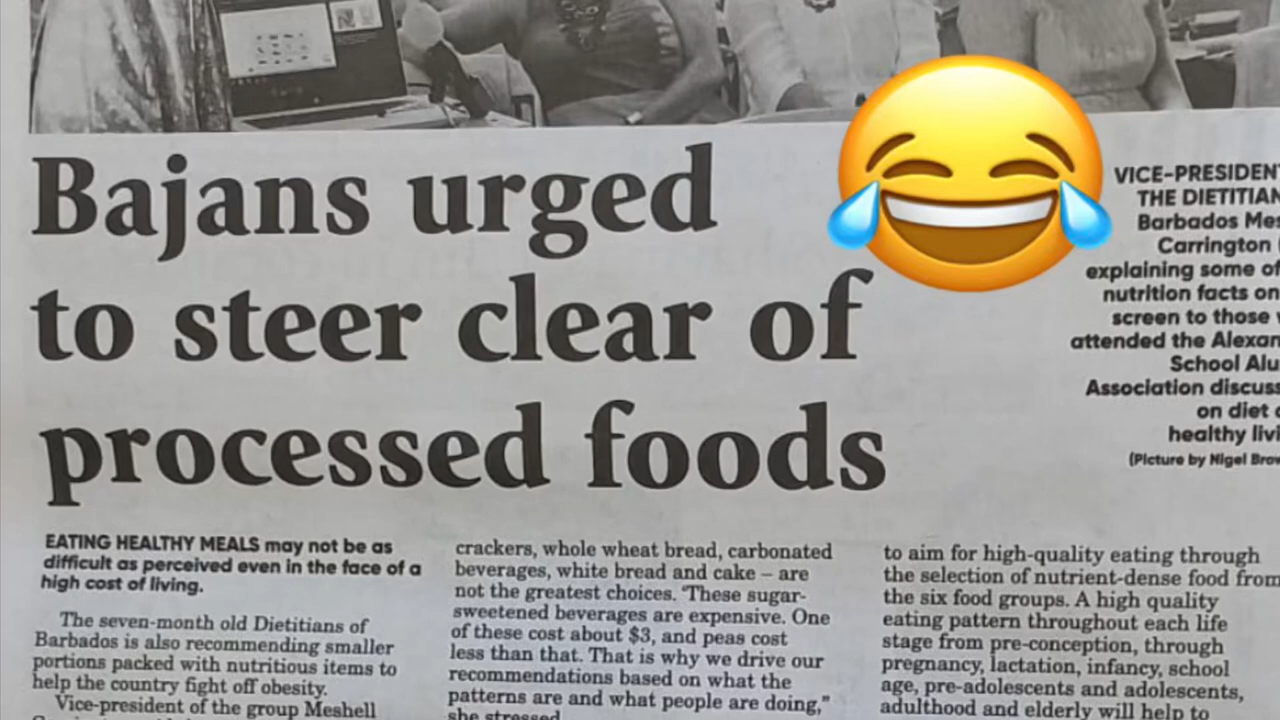 Bajans urged
to steer clear of
processed foods
VICE-PRESIDENT
THE DIETITIAN
Barbados Mes
Carrington
explaining some of
nutrition facts on
screen to those
attended the Alexan
School Alu
Association discuss
on diet
healthy livi
(Picture by Nigel Brow
EATING HEALTHY MEALS may not be as
difficult as perceived even in the face of a
high cost of living.
The seven-month old Dietitians of
Barbados is also recommending smaller
portions packed with nutritious items to
help the country fight off obesity.
Vice-president of the group Meshell
crackers, whole wheat bread, carbonated
beverages, white bread and cake – are
not the greatest choices. "These sugar-
sweetened beverages are expensive. One
of these cost about $3, and peas cost
less than that. That is why we drive our
recommendations based on what the
patterns are and what people are doing,"
she stressed
to aim for high-quality eating through
the selection of nutrient-dense food from
the six food groups. A high quality
eating pattern throughout each life
stage from pre-conception, through
pregnancy, lactation, infancy, school
age, pre-adolescents and adolescents,
adulthood and elderly will help to